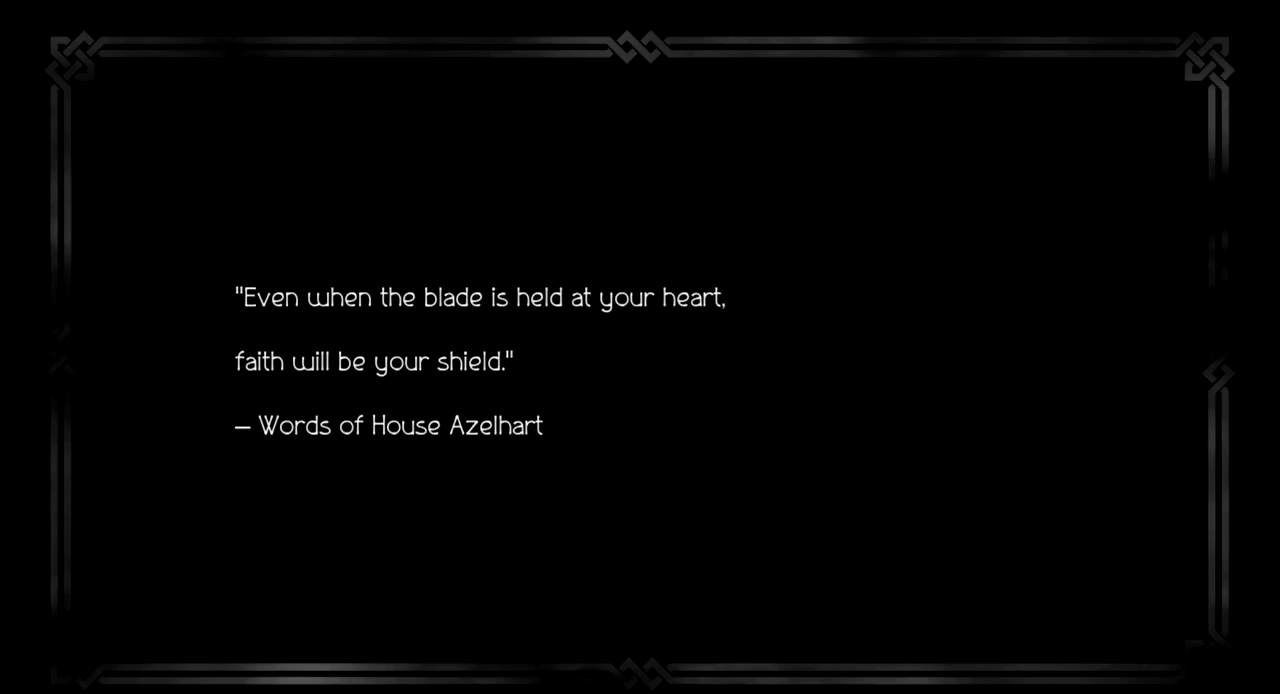 "Even when the blade is held at your heart,
faith will be your shield."
– Words of House Azelhart